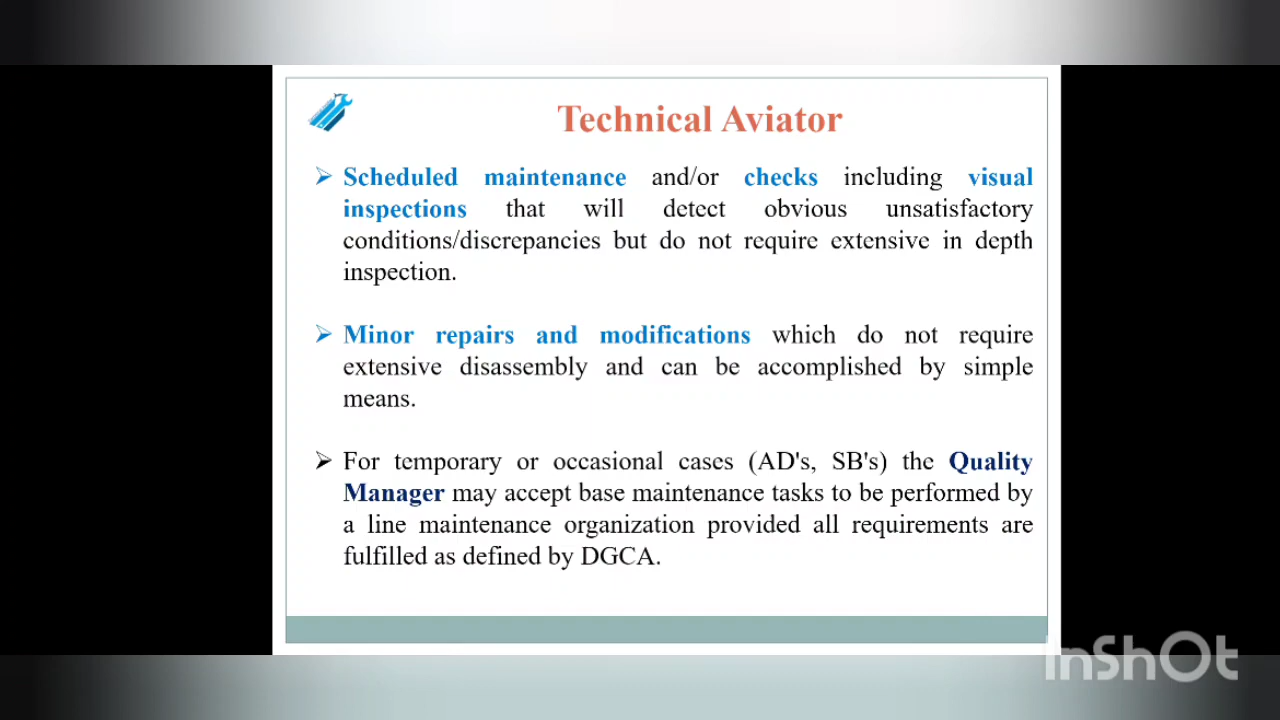 Technical Aviator
➢ Scheduled maintenance and/or checks including visual
inspections that will detect obvious unsatisfactory
conditions/discrepancies but do not require extensive in depth
inspection.
➢ Minor repairs and modifications which do not require
extensive disassembly and can be accomplished by simple
means.
➢ For temporary or occasional cases (AD's, SB's) the Quality
Manager may accept base maintenance tasks to be performed by
a line maintenance organization provided all requirements are
fulfilled as defined by DGCA.
InShOt